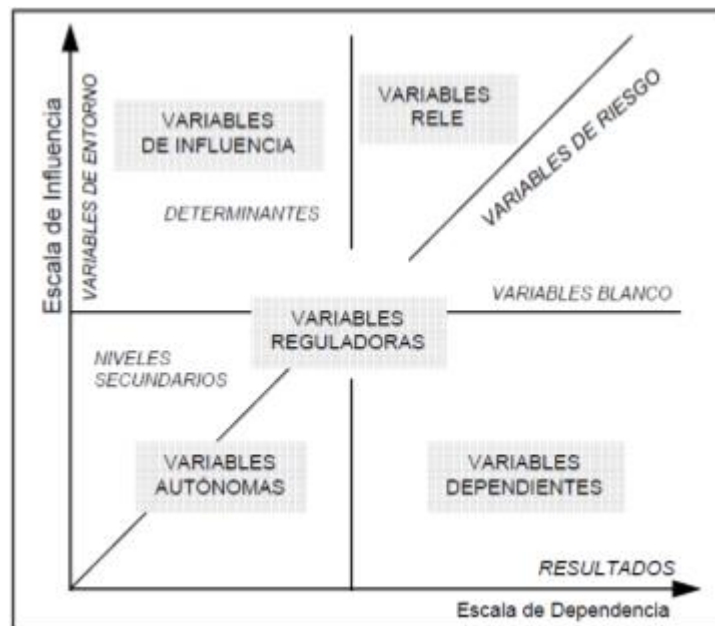 Escala de Influencia
VARIABLES DE ENTORNO
VARIABLES
DE INFLUENCIA
VARIABLES
RELE
VARIABLES DE RIESGO
DETERMINANTES
VARIABLES BLANCO
VARIABLES
REGULADORAS
NIVELES
SECUNDARIOS
VARIABLES
AUTÓNOMAS
VARIABLES
DEPENDIENTES
RESULTADOS
Escala de Dependencia